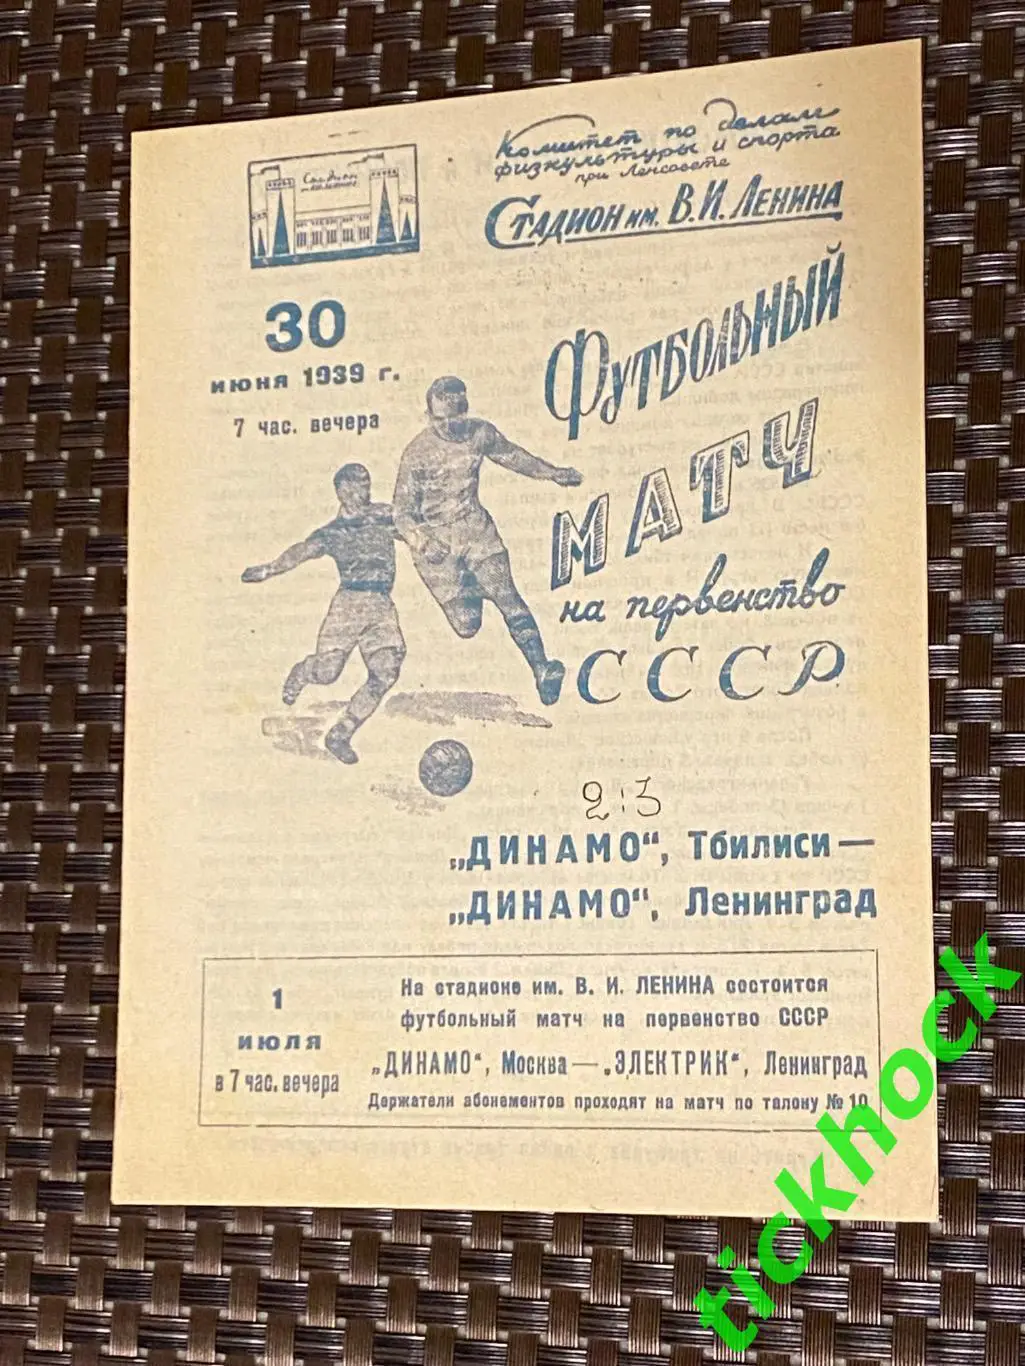 Стадион
им. Ленина
Комитет по делам
физкультуры и спорта
при Ленсовете
Стадион им. В. И. Ленина
30
июня 1939 г.
7 час. вечера
Футбольный
матч
на первенство
СССР
2:3
„ДИНАМО“, Тбилиси —
„ДИНАМО“, Ленинград
1
ИЮЛЯ
в 7 час. вечера
На стадионе им. В. И. ЛЕНИНА состоится
футбольный матч на первенство СССР
„ДИНАМО“, Москва — „ЭЛЕКТРИК“, Ленинград
Держатели абонементов проходят на матч по талону № 10
tickhock